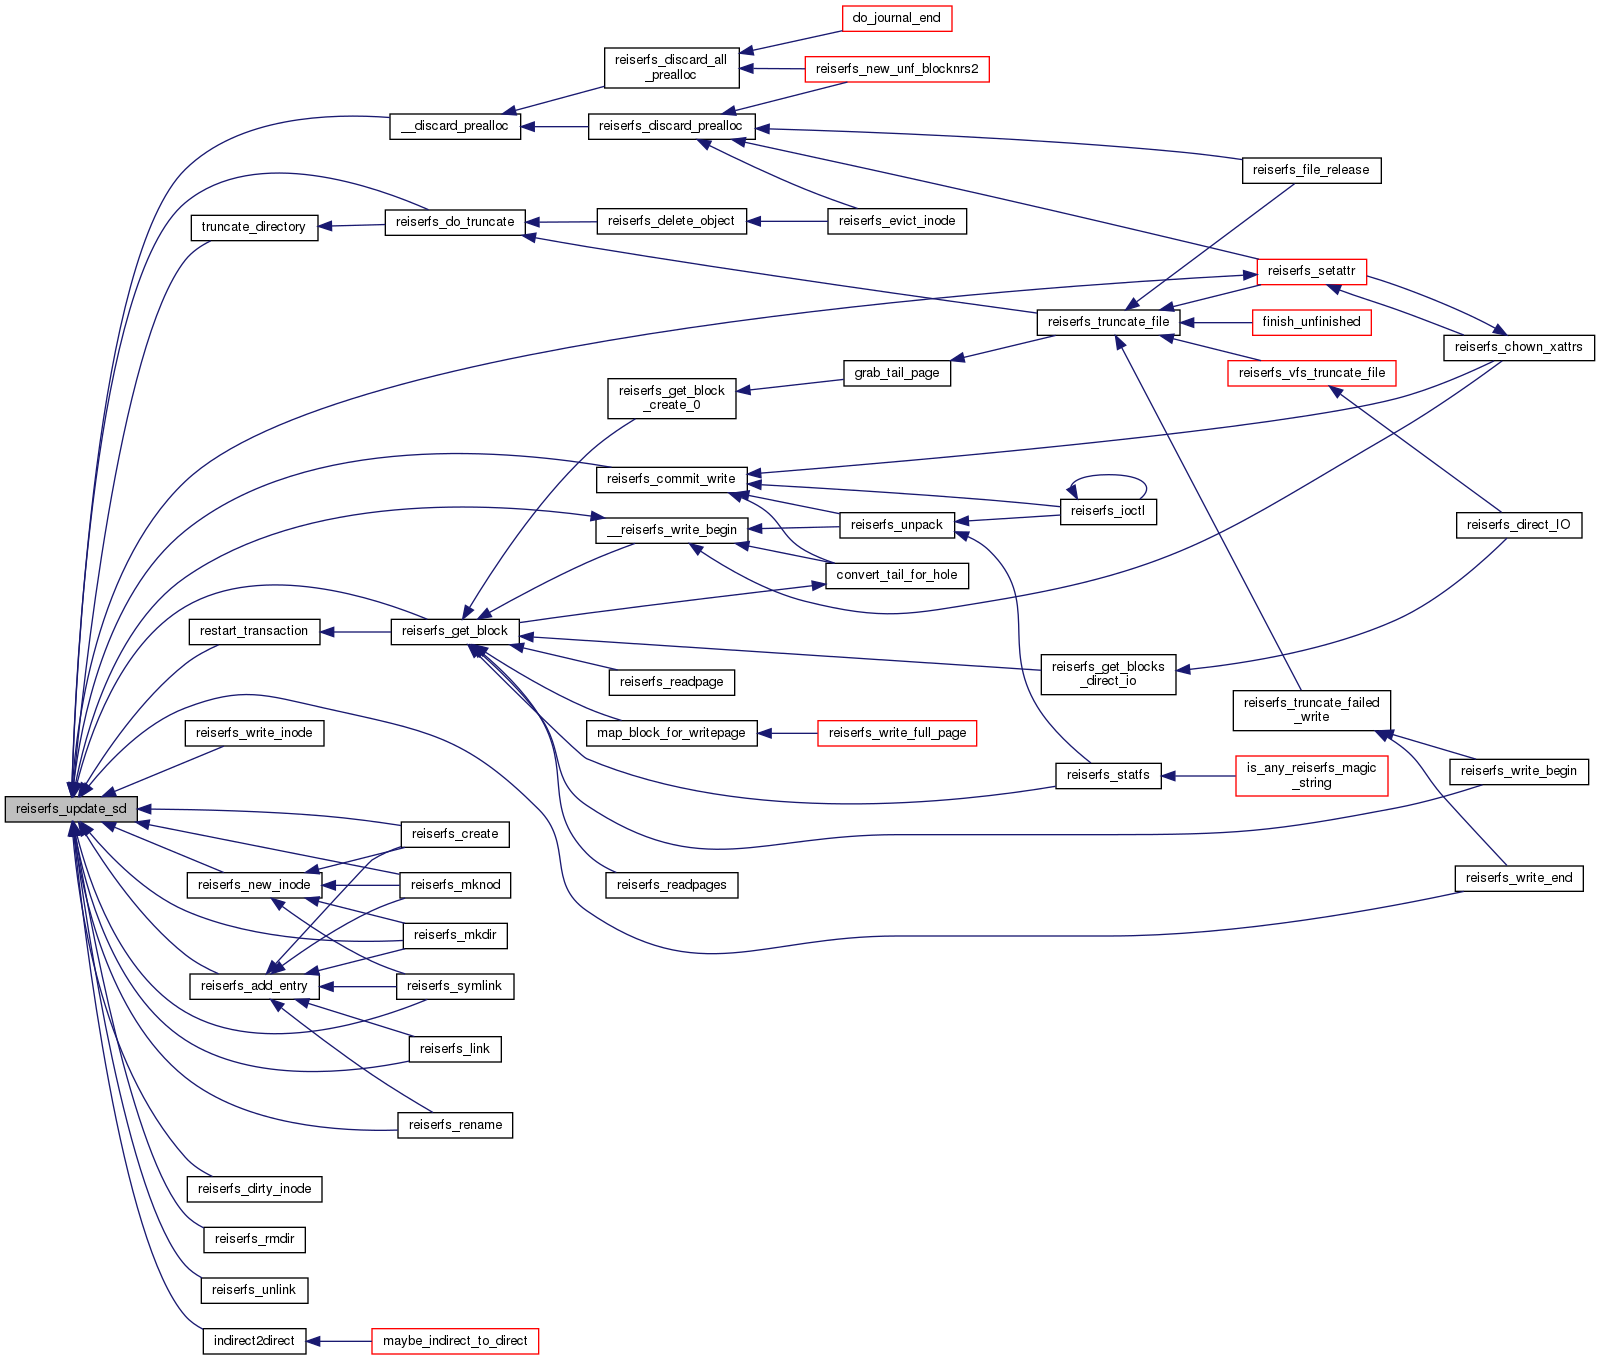 do_journal_end
reiserfs_discard_all
_prealloc
reiserfs_new_unf_blocknrs2
__discard_prealloc
reiserfs_discard_prealloc
reiserfs_file_release
truncate_directory
reiserfs_do_truncate
reiserfs_delete_object
reiserfs_evict_inode
reiserfs_setattr
reiserfs_truncate_file
finish_unfinished
reiserfs_chown_xattrs
grab_tail_page
reiserfs_vfs_truncate_file
reiserfs_get_block
_create_0
reiserfs_commit_write
reiserfs_ioctl
reiserfs_unpack
reiserfs_direct_IO
__reiserfs_write_begin
convert_tail_for_hole
restart_transaction
reiserfs_get_block
reiserfs_get_blocks
_direct_io
reiserfs_readpage
reiserfs_truncate_failed
_write
reiserfs_write_inode
map_block_for_writepage
reiserfs_write_full_page
reiserfs_statfs
is_any_reiserfs_magic
_string
reiserfs_write_begin
reiserfs_update_sd
reiserfs_create
reiserfs_new_inode
reiserfs_mknod
reiserfs_readpages
reiserfs_write_end
reiserfs_mkdir
reiserfs_add_entry
reiserfs_symlink
reiserfs_link
reiserfs_rename
reiserfs_dirty_inode
reiserfs_rmdir
reiserfs_unlink
indirect2direct
maybe_indirect_to_direct